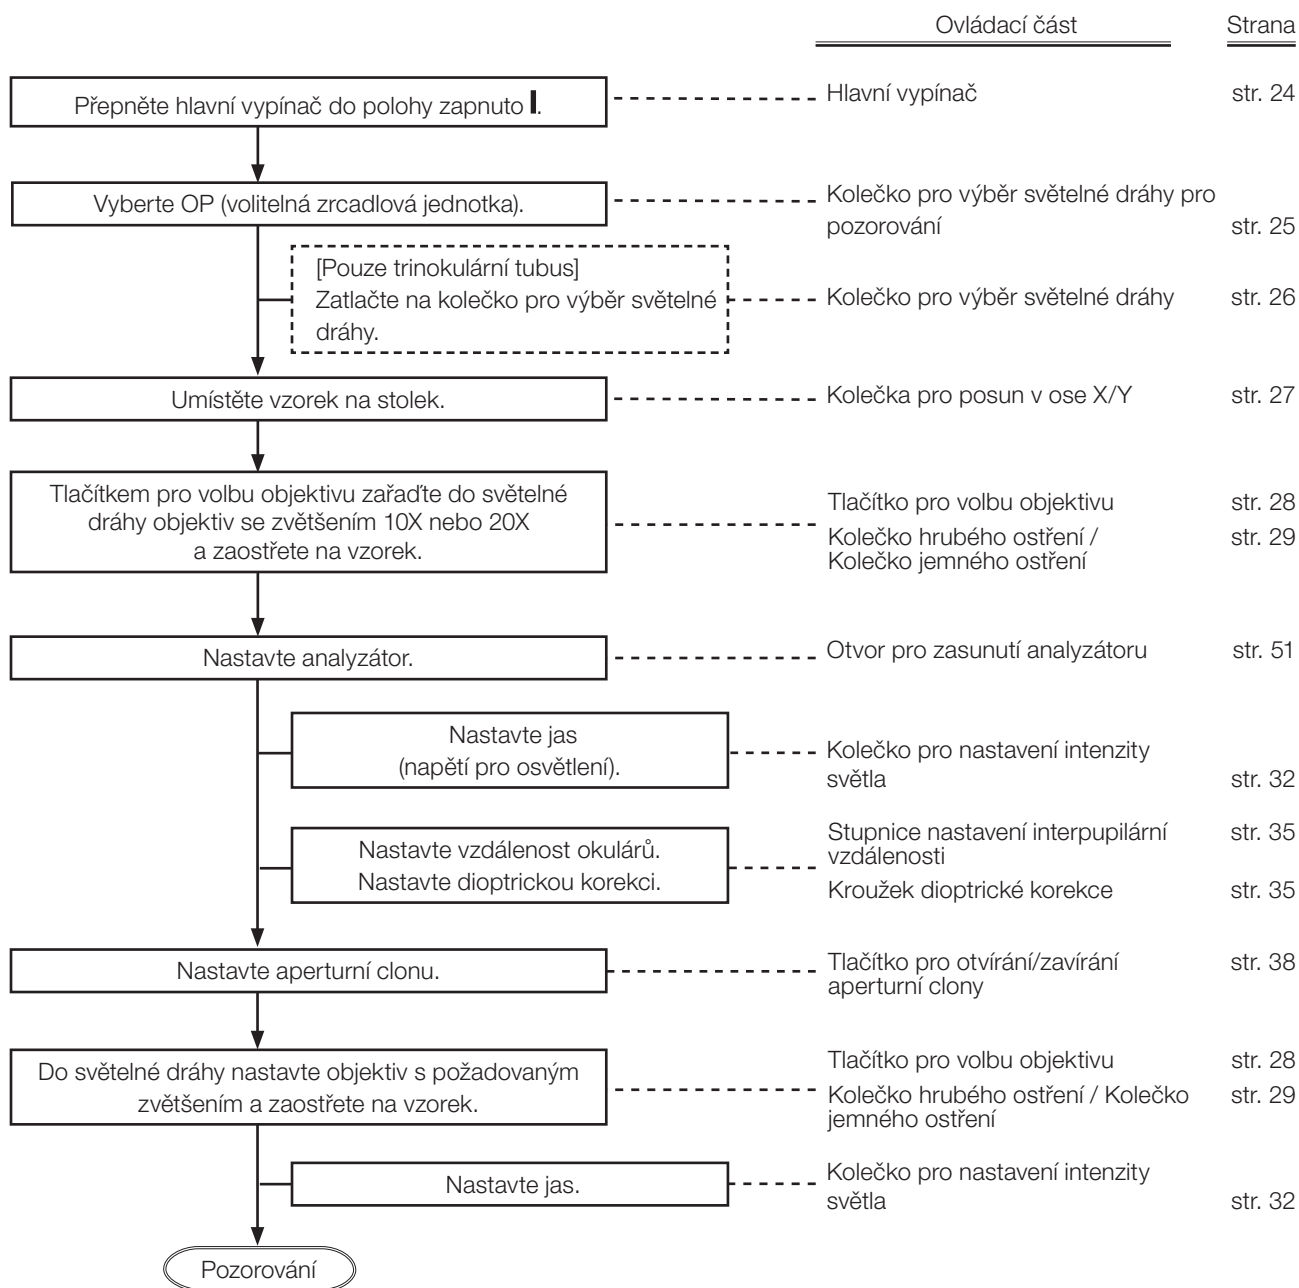 Ovládací část Strana
Přepněte hlavní vypínač do polohy zapnuto I.
Hlavní vypínač str. 24
Vyberte OP (volitelná zrcadlová jednotka).
Kolečko pro výběr světelné dráhy pro
pozorování str. 25
[Pouze trinokulární tubus]
Zatlačte na kolečko pro výběr světelné
dráhy.
Kolečko pro výběr světelné dráhy str. 26
Umístěte vzorek na stolek.
Kolečka pro posun v ose X/Y str. 27
Tlačítkem pro volbu objektivu zařaďte do světelné
dráhy objektiv se zvětšením 10X nebo 20X
a zaostřete na vzorek.
Tlačítko pro volbu objektivu str. 28
Kolečko hrubého ostření / str. 29
Kolečko jemného ostření
Nastavte analyzátor.
Otvor pro zasunutí analyzátoru str. 51
Nastavte jas
(napětí pro osvětlení).
Kolečko pro nastavení intenzity
světla str. 32
Nastavte vzdálenost okulárů.
Nastavte dioptrickou korekci.
Stupnice nastavení interpupilární str. 35
vzdálenosti
Kroužek dioptrické korekce str. 35
Nastavte aperturní clonu.
Tlačítko pro otvírání/zavírání str. 38
aperturní clony
Do světelné dráhy nastavte objektiv s požadovaným
zvětšením a zaostřete na vzorek.
Tlačítko pro volbu objektivu str. 28
Kolečko hrubého ostření / Kolečko str. 29
jemného ostření
Nastavte jas.
Kolečko pro nastavení intenzity
světla str. 32
Pozorování